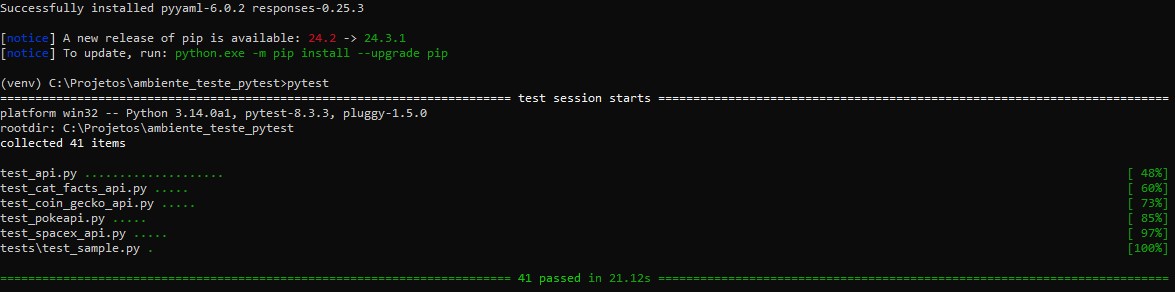 Successfully installed pyyaml-6.0.2 responses-0.25.3
[notice] A new release of pip is available: 24.2 -> 24.3.1
[notice] To update, run: python.exe -m pip install --upgrade pip
(venv) C:\Projetos\ambiente_teste_pytest>pytest
============================================================================= test session starts =============================================================================
platform win32 -- Python 3.14.0a1, pytest-8.3.3, pluggy-1.5.0
rootdir: C:\Projetos\ambiente_teste_pytest
collected 41 items
test_api.py .................... [ 48%]
test_cat_facts_api.py ..... [ 60%]
test_coin_gecko_api.py ..... [ 73%]
test_pokeapi.py ..... [ 85%]
test_spacex_api.py ..... [ 97%]
tests\test_sample.py . [100%]
============================================================================= 41 passed in 21.12s =============================================================================